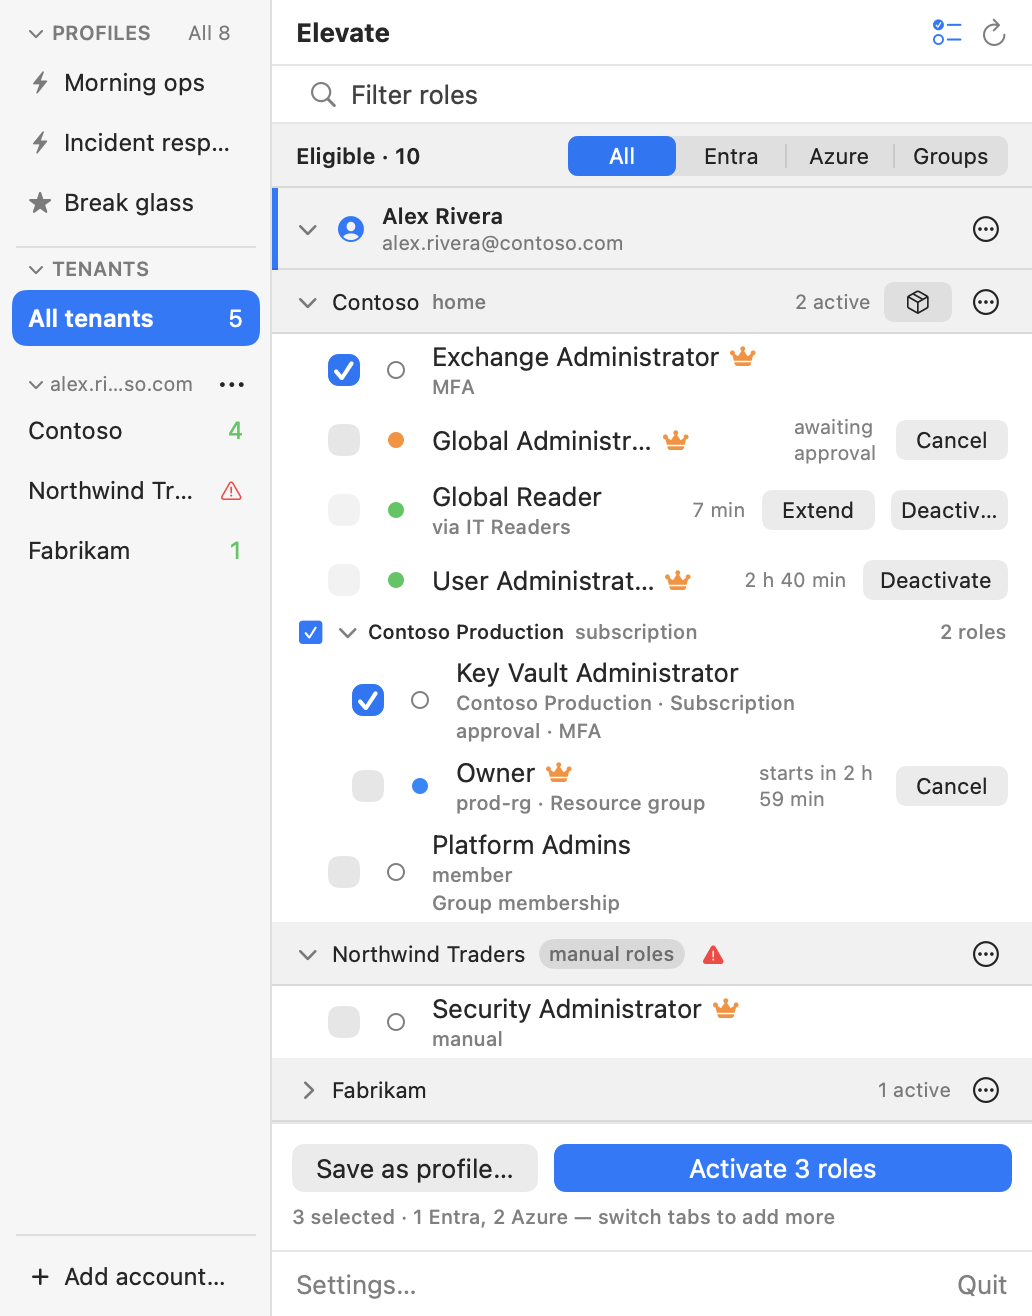 PROFILES All 8
Morning ops
Incident resp...
Break glass
TENANTS
All tenants 5
alex.ri...so.com
Contoso 4
Northwind Tr...
Fabrikam 1
+ Add account...
Elevate
Filter roles
Eligible · 10 All Entra Azure Groups
Alex Rivera
alex.rivera@contoso.com
Contoso home 2 active
Exchange Administrator
MFA
Global Administr... awaiting approval Cancel
Global Reader 7 min Extend Deactiv...
via IT Readers
User Administrat... 2 h 40 min Deactivate
Contoso Production subscription 2 roles
Key Vault Administrator
Contoso Production · Subscription
approval · MFA
Owner starts in 2 h 59 min Cancel
prod-rg · Resource group
Platform Admins
member
Group membership
Northwind Traders manual roles
Security Administrator
manual
Fabrikam 1 active
Save as profile... Activate 3 roles
3 selected · 1 Entra, 2 Azure — switch tabs to add more
Settings... Quit